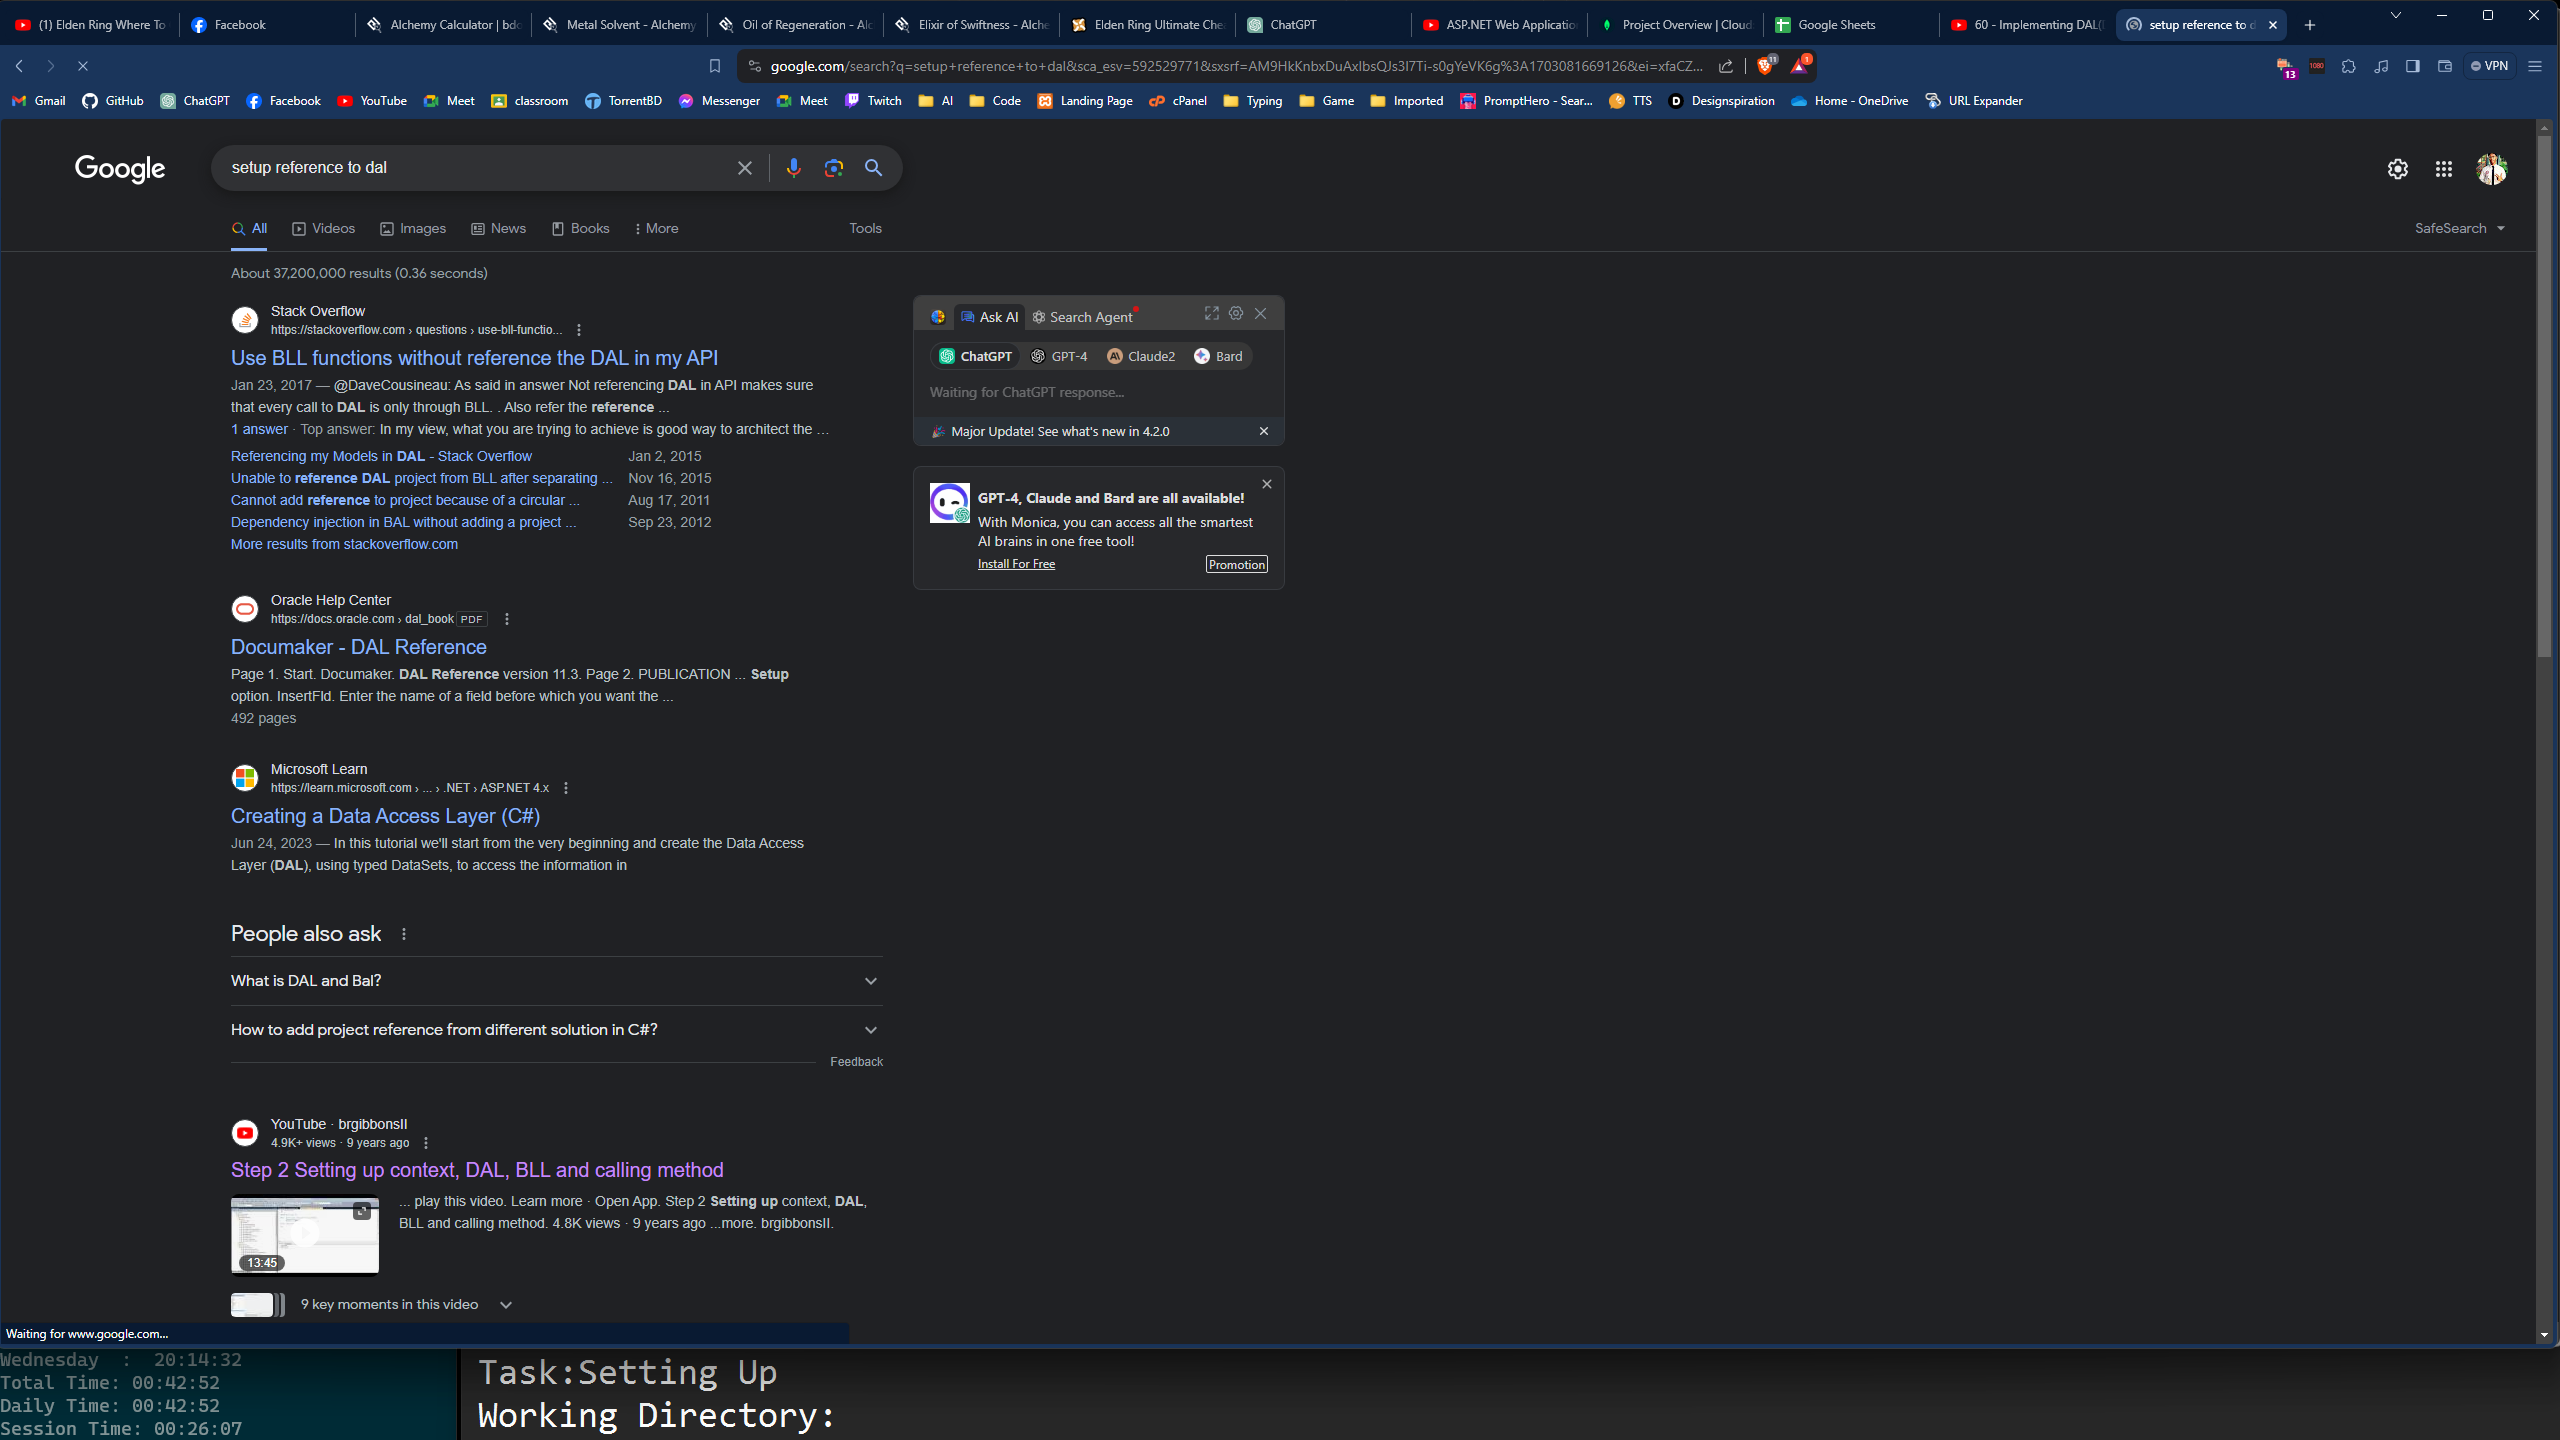 (1) Elden Ring Where To
Facebook
Alchemy Calculator | bdo
Metal Solvent - Alchemy
Oil of Regeneration - Alc
Elixir of Swiftness - Alche
Elden Ring Ultimate Chea
ChatGPT
ASP.NET Web Application
Project Overview | Cloud
Google Sheets
60 - Implementing DAL(
setup reference to d
google.com/search?q=setup+reference+to+dal&sca_esv=592529771&sxsrf=AM9HkKnbxDuAxIbsQJs3I7Ti-s0gYeVK6g%3A1703081669126&ei=xfaCZ...
11
1
13
1080
VPN
Gmail
GitHub
ChatGPT
Facebook
YouTube
Meet
classroom
TorrentBD
Messenger
Meet
Twitch
AI
Code
Landing Page
cPanel
Typing
Game
Imported
PromptHero - Sear...
TTS
Designspiration
Home - OneDrive
URL Expander
Google
setup reference to dal
All
Videos
Images
News
Books
More
Tools
SafeSearch
About 37,200,000 results (0.36 seconds)
Stack Overflow
https://stackoverflow.com › questions › use-bll-functio...
Use BLL functions without reference the DAL in my API
Jan 23, 2017 — @DaveCousineau: As said in answer Not referencing DAL in API makes sure
that every call to DAL is only through BLL. . Also refer the reference ...
1 answer · Top answer: In my view, what you are trying to achieve is good way to architect the ...
Referencing my Models in DAL - Stack Overflow Jan 2, 2015
Unable to reference DAL project from BLL after separating ... Nov 16, 2015
Cannot add reference to project because of a circular ... Aug 17, 2011
Dependency injection in BAL without adding a project ... Sep 23, 2012
More results from stackoverflow.com
Ask AI
Search Agent
ChatGPT
GPT-4
Claude2
Bard
Waiting for ChatGPT response...
Major Update! See what's new in 4.2.0
GPT-4, Claude and Bard are all available!
With Monica, you can access all the smartest
AI brains in one free tool!
Install For Free
Promotion
Oracle Help Center
https://docs.oracle.com › dal_book PDF
Documaker - DAL Reference
Page 1. Start. Documaker. DAL Reference version 11.3. Page 2. PUBLICATION ... Setup
option. InsertFld. Enter the name of a field before which you want the ...
492 pages
Microsoft Learn
https://learn.microsoft.com › ... › .NET › ASP.NET 4.x
Creating a Data Access Layer (C#)
Jun 24, 2023 — In this tutorial we'll start from the very beginning and create the Data Access
Layer (DAL), using typed DataSets, to access the information in
People also ask
What is DAL and Bal?
How to add project reference from different solution in C#?
Feedback
YouTube · brgibbonsII
4.9K+ views · 9 years ago
Step 2 Setting up context, DAL, BLL and calling method
... play this video. Learn more · Open App. Step 2 Setting up context, DAL,
BLL and calling method. 4.8K views · 9 years ago ...more. brgibbonsII.
13:45
9 key moments in this video
Waiting for www.google.com...
Wednesday : 20:14:32
Total Time: 00:42:52
Daily Time: 00:42:52
Session Time: 00:26:07
Task:Setting Up
Working Directory: